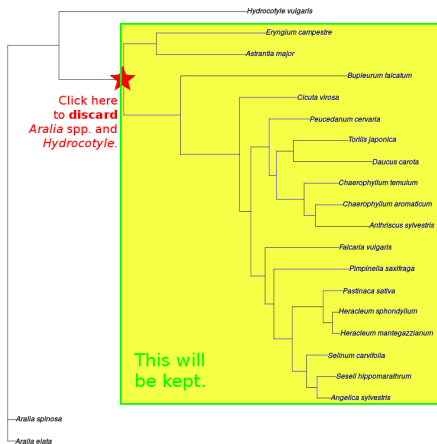 Hydrocotyle vulgaris
Eryngium campestre
Astrantia major
Bupleurum falcatum
Click here
to discard
Aralia spp. and
Hydrocotyle.
Cicuta virosa
Peucedanum cervaria
Torilis japonica
Daucus carota
Chaerophyllum temulum
Chaerophyllum aromaticum
Anthriscus sylvestris
Falcaria vulgaris
Pimpinella saxifraga
Pastinaca sativa
Heracleum sphondylium
Heracleum mantegazzianum
Selinum carvifolia
Seseli hippomarathrum
Angelica sylvestris
This will
be kept.
Aralia spinosa
Aralia elata